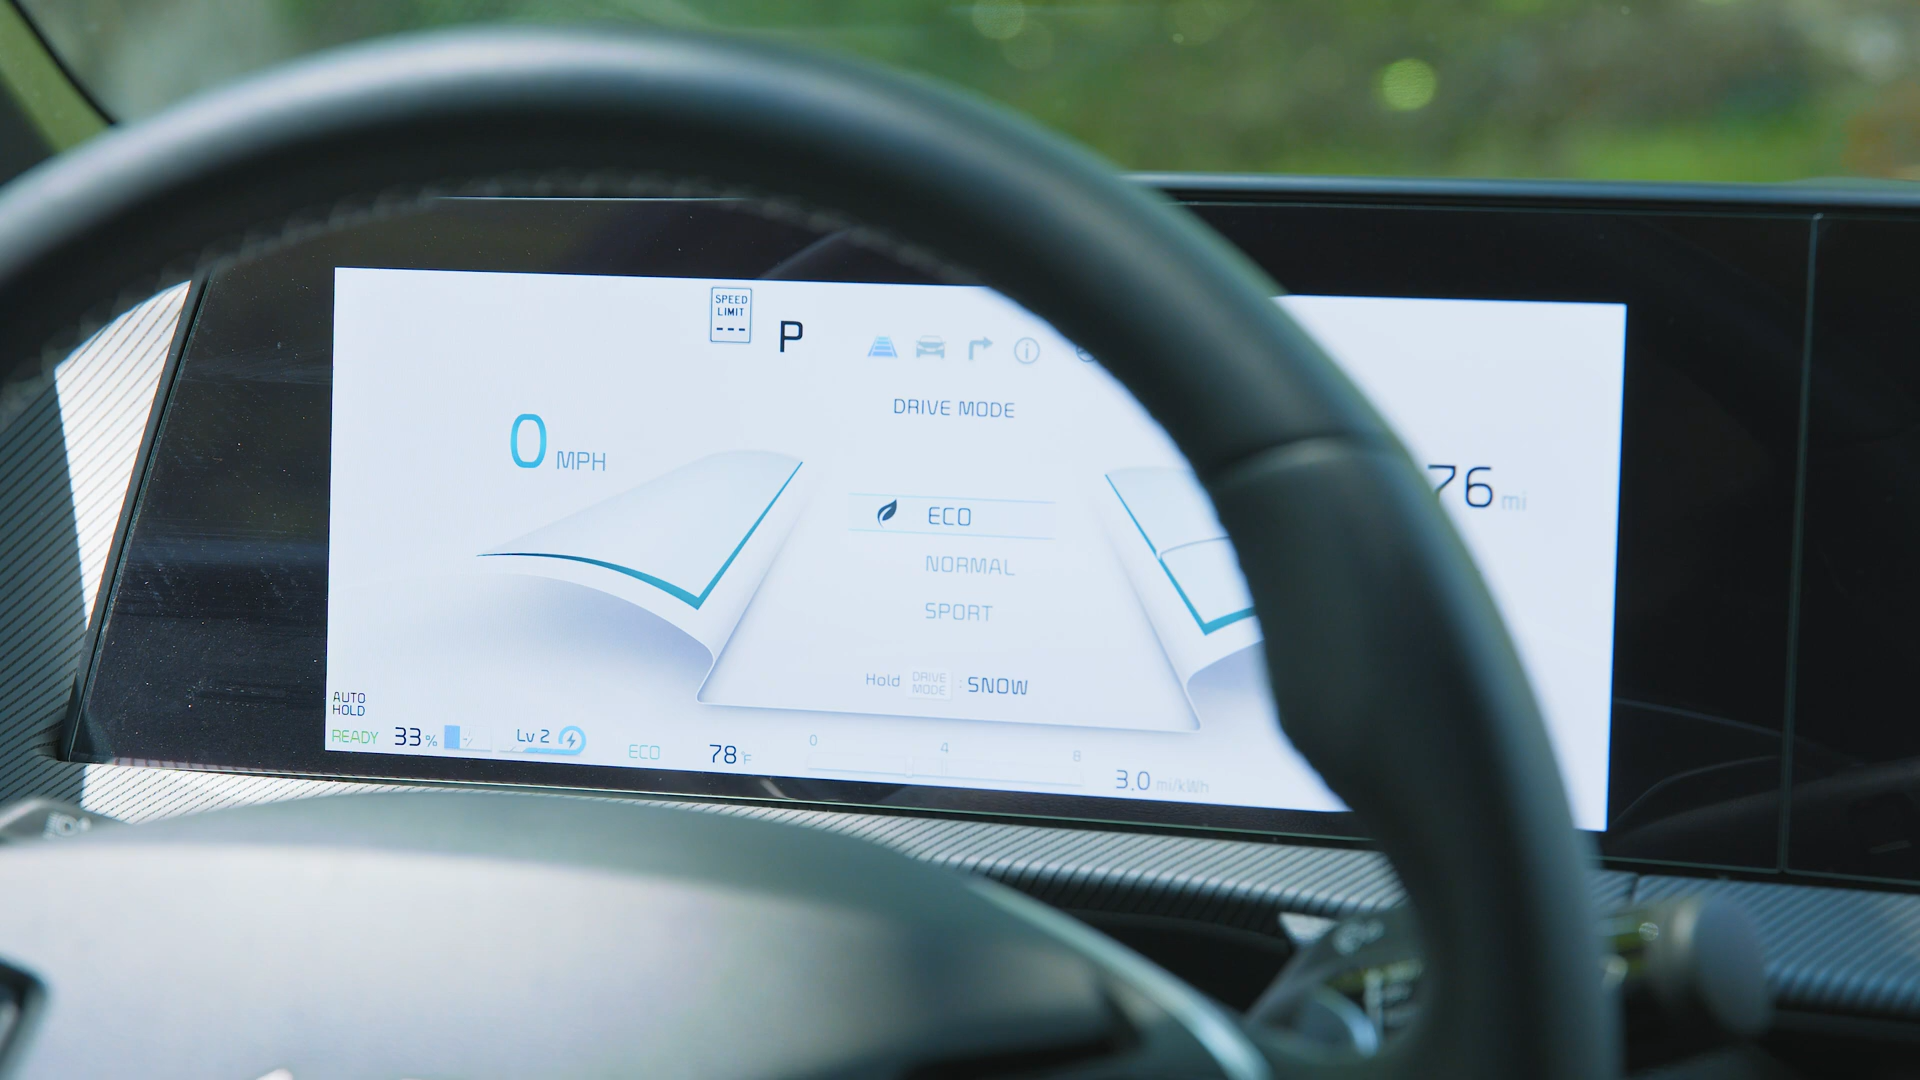 SPEED
LIMIT
---
P
DRIVE MODE
0 MPH
76 mi
ECO
NORMAL
SPORT
Hold DRIVE MODE : SNOW
AUTO
HOLD
READY 33% Lv 2 ECO 78°F
0 4 8
3.0 mi/kWh